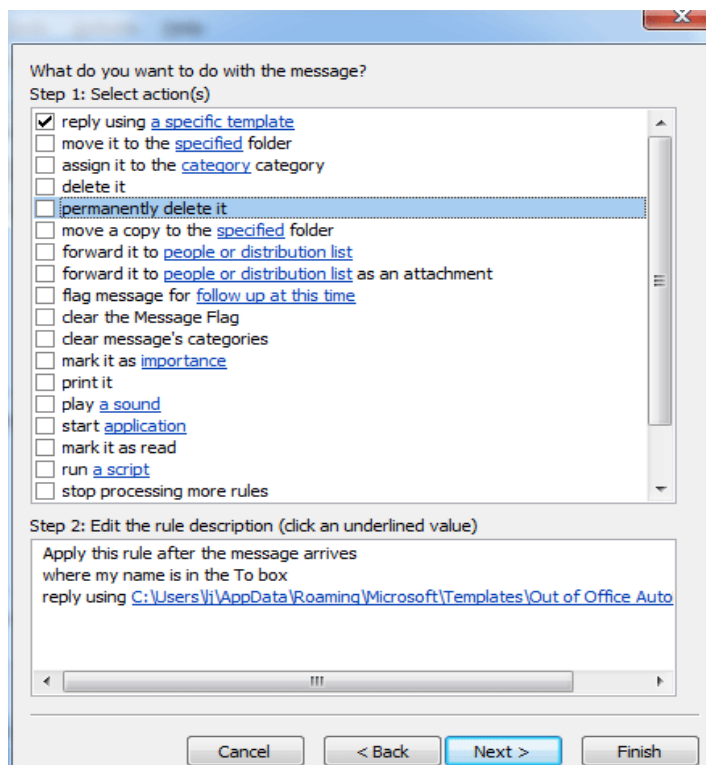 What do you want to do with the message?
Step 1: Select action(s)
reply using a specific template
move it to the specified folder
assign it to the category category
delete it
permanently delete it
move a copy to the specified folder
forward it to people or distribution list
forward it to people or distribution list as an attachment
flag message for follow up at this time
clear the Message Flag
clear message's categories
mark it as importance
print it
play a sound
start application
mark it as read
run a script
stop processing more rules
Step 2: Edit the rule description (click an underlined value)
Apply this rule after the message arrives
where my name is in the To box
reply using C:\Users\lj\AppData\Roaming\Microsoft\Templates\Out of Office Auto
Cancel
< Back
Next >
Finish